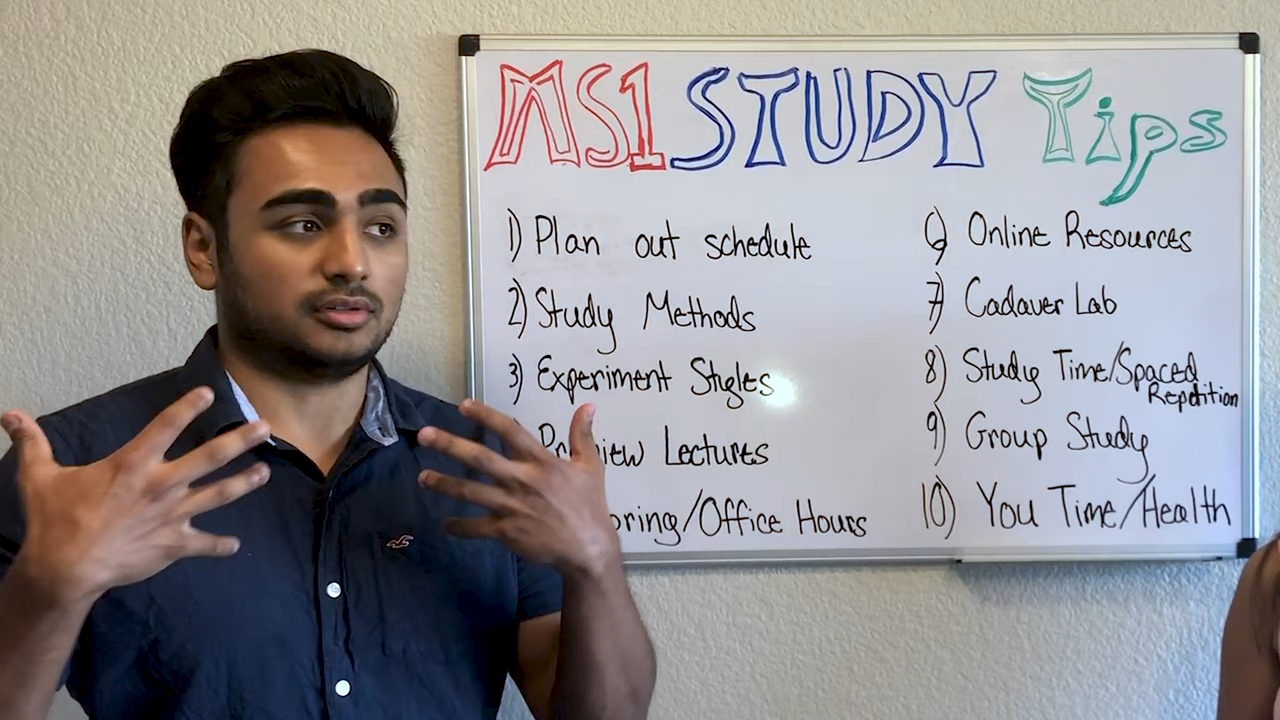 MS1 STUDY Tips
1) Plan out schedule
2) Study Methods
3) Experiment Styles
Lectures
/Office Hours
6) Online Resources
7) Cadaver Lab
8) Study Time/Spaced
Repetition
9) Group Study
10) You Time/Health